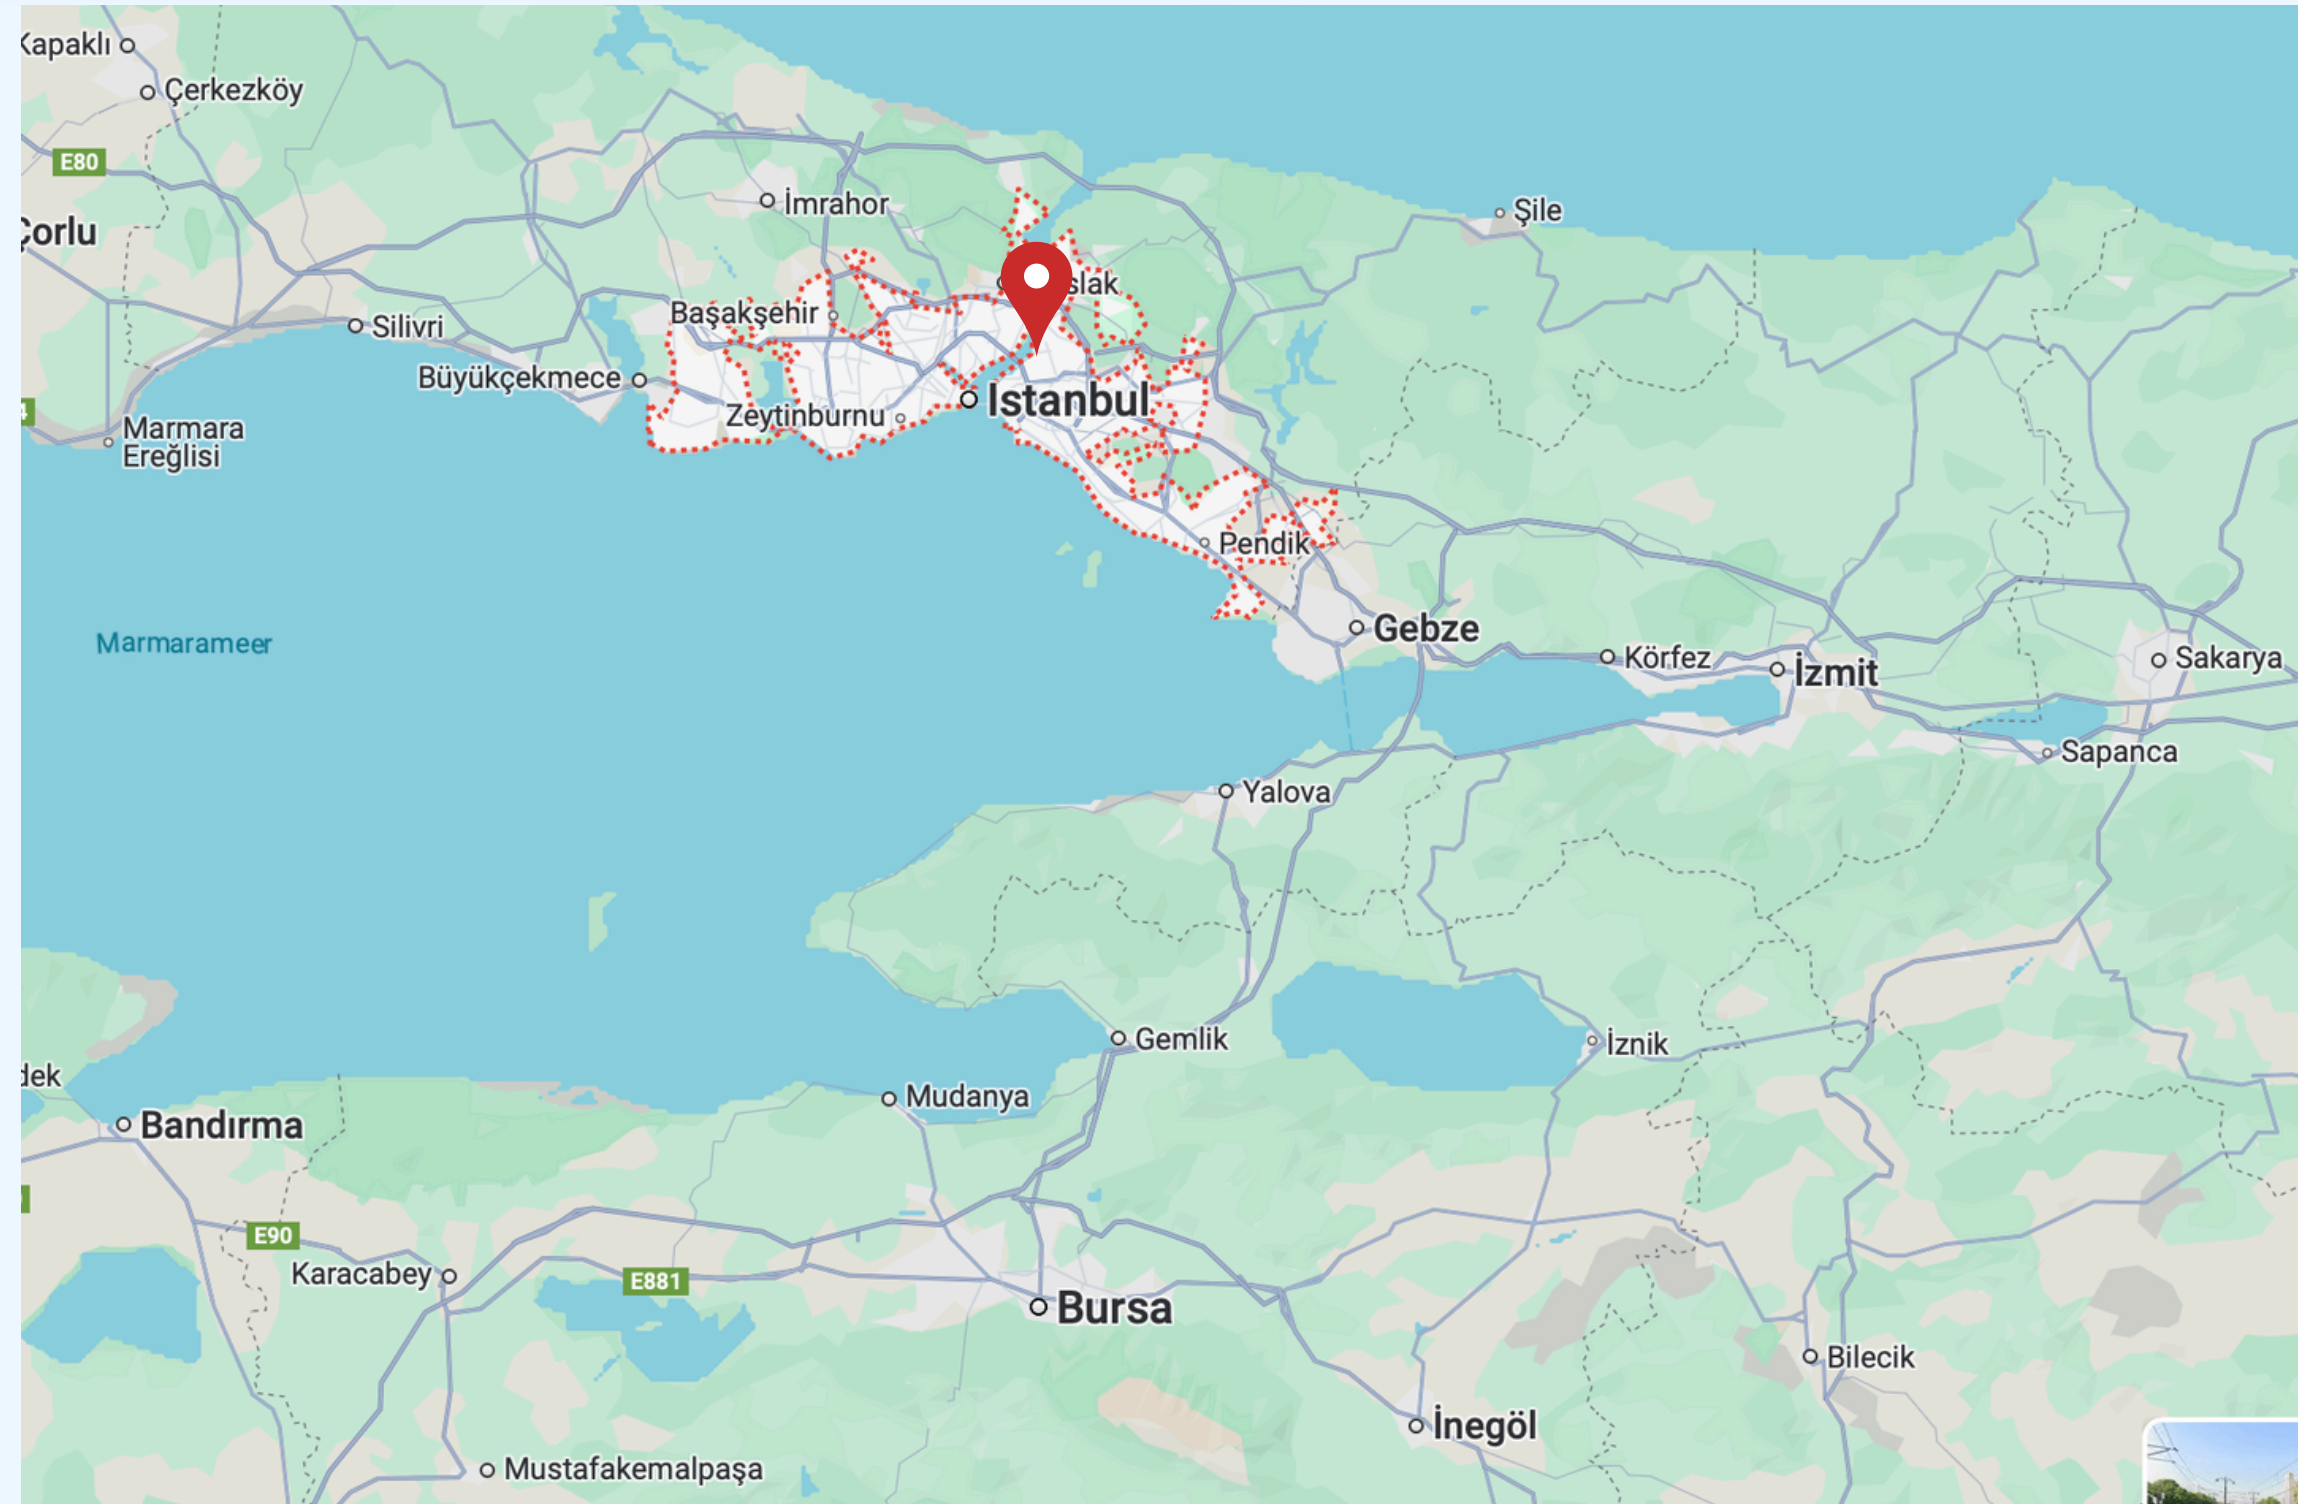 Kapaklı
Çerkezköy
E80
Çorlu
İmrahor
Şile
slak
Başakşehir
Silivri
Büyükçekmece
Istanbul
Zeytinburnu
4
Marmara
Ereğlisi
Pendik
Gebze
Marmarameer
Körfez
İzmit
Sakarya
Sapanca
Yalova
Gemlik
İznik
dek
Mudanya
Bandırma
E90
Karacabey
E881
Bursa
Bilecik
İnegöl
Mustafakemalpaşa